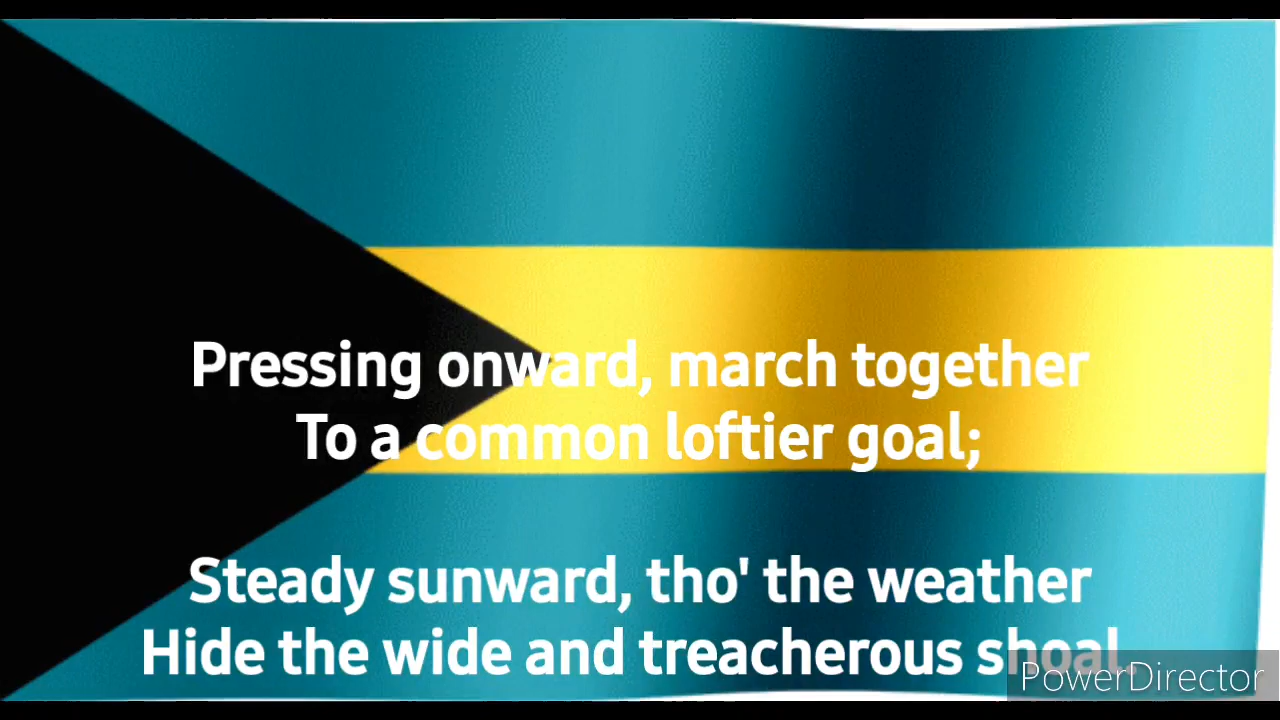 Pressing onward, march together
To a common loftier goal;
Steady sunward, tho' the weather
Hide the wide and treacherous shoal.
PowerDirector